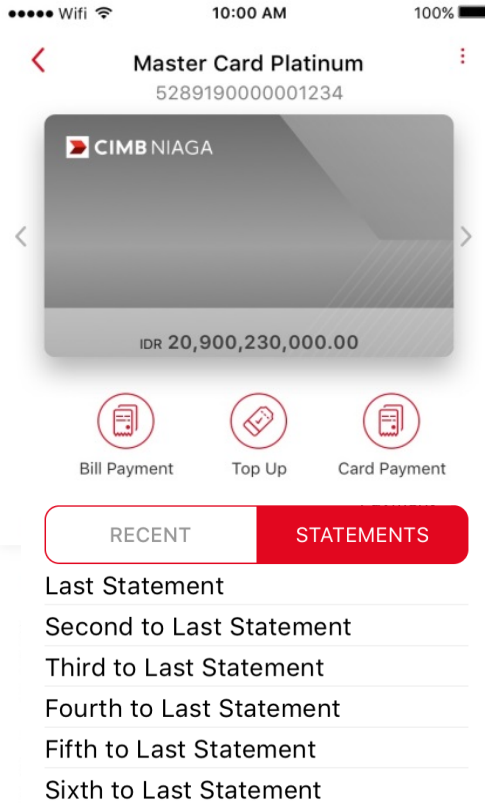 Wifi 10:00 AM 100%
Master Card Platinum
5289190000001234
CIMB NIAGA
IDR 20,900,230,000.00
Bill Payment Top Up Card Payment
RECENT STATEMENTS
Last Statement
Second to Last Statement
Third to Last Statement
Fourth to Last Statement
Fifth to Last Statement
Sixth to Last Statement